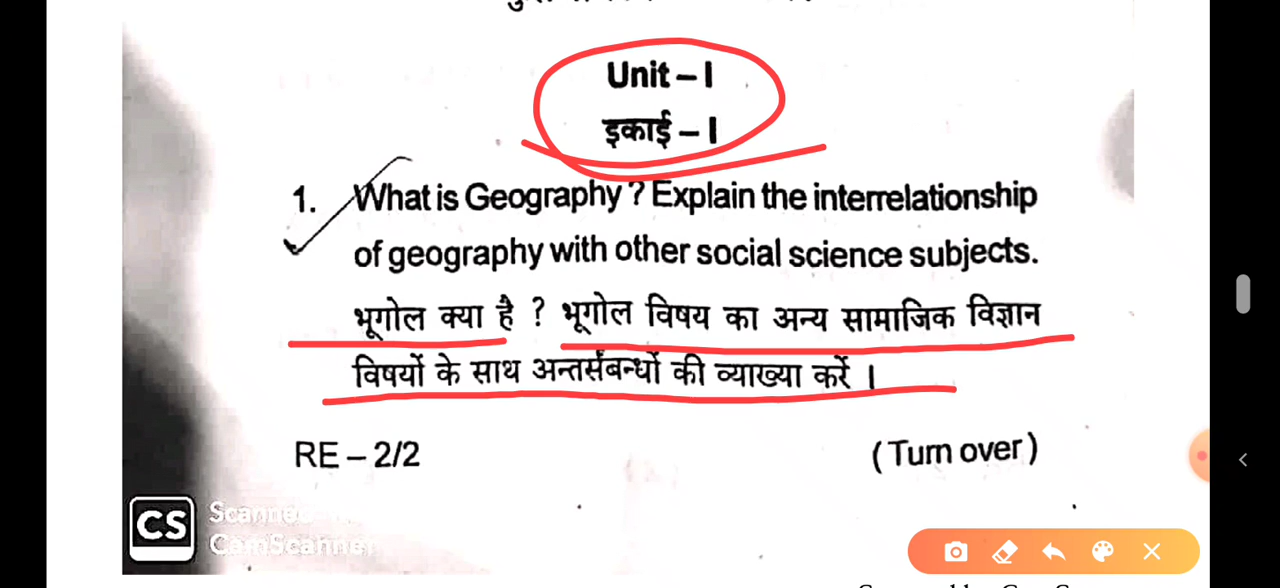 Unit – I
इकाई – I
1. What is Geography ? Explain the interrelationship
of geography with other social science subjects.
भूगोल क्या है ? भूगोल विषय का अन्य सामाजिक विज्ञान
विषयों के साथ अन्तर्संबन्धों की व्याख्या करें ।
RE – 2/2
(Turn over)
CS
CamScanner